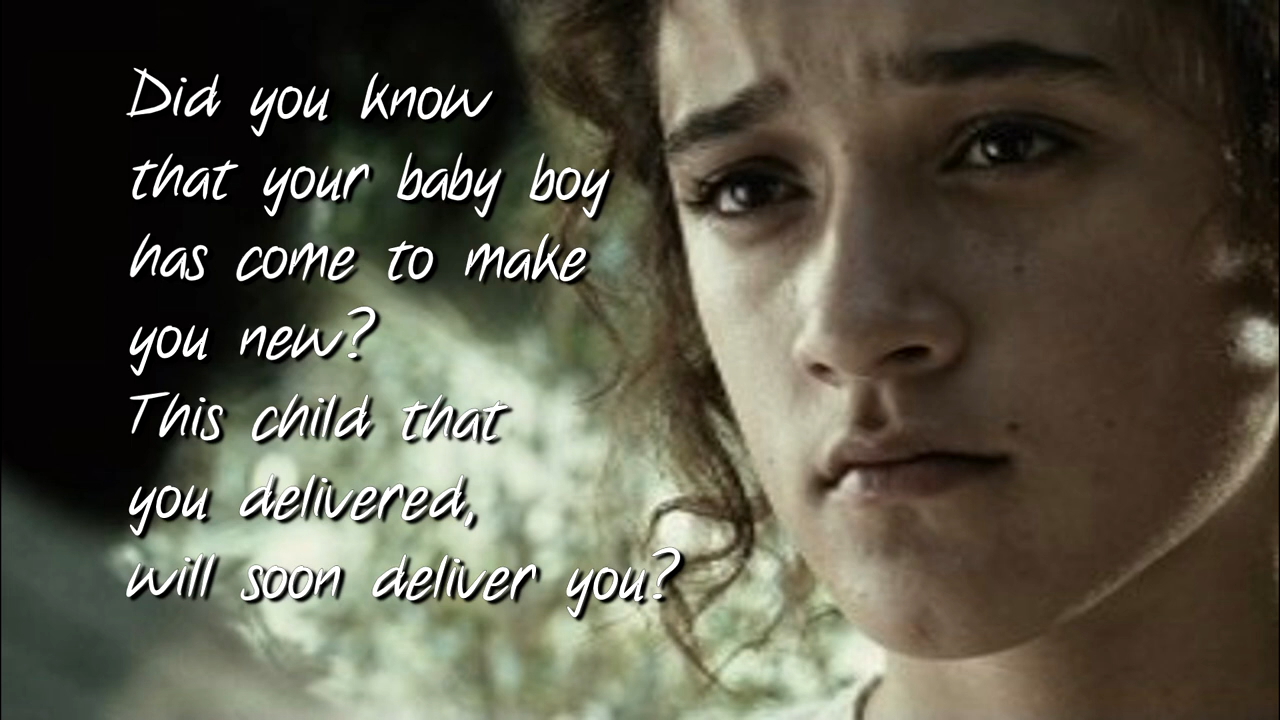 Did you know
that your baby boy
has come to make
you new?
This child that
you delivered,
will soon deliver you?